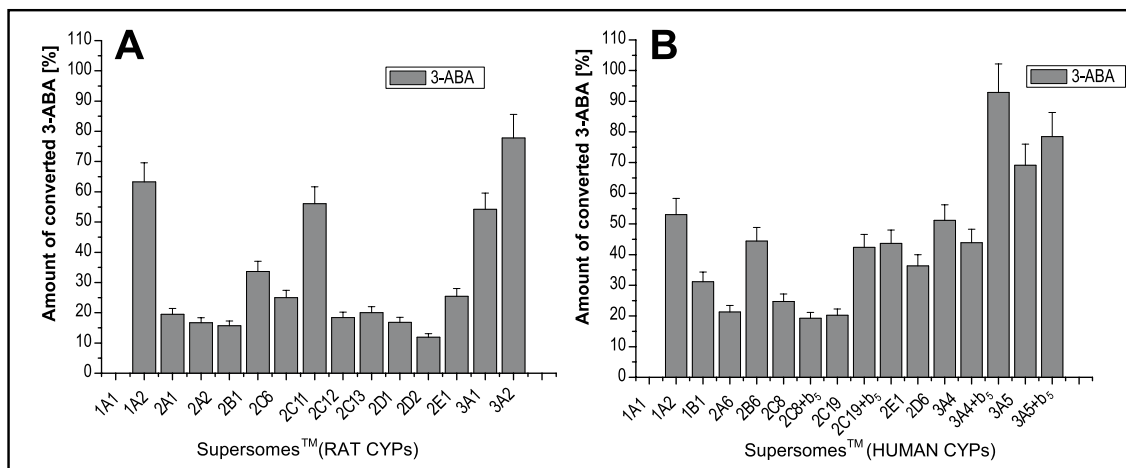 A
3-ABA
Amount of converted 3-ABA [%]
110
100
90
80
70
60
50
40
30
20
10
0
1A1
1A2
2A1
2A2
2B1
2C6
2C11
2C12
2C13
2D1
2D2
2E1
3A1
3A2
Supersomes™(RAT CYPs)
B
3-ABA
Amount of converted 3-ABA [%]
110
100
90
80
70
60
50
40
30
20
10
0
1A1
1A2
1B1
2A6
2B6
2C8
2C8+b₅
2C19
2C19+b₅
2E1
2D6
3A4
3A4+b₅
3A5
3A5+b₅
Supersomes™(HUMAN CYPs)